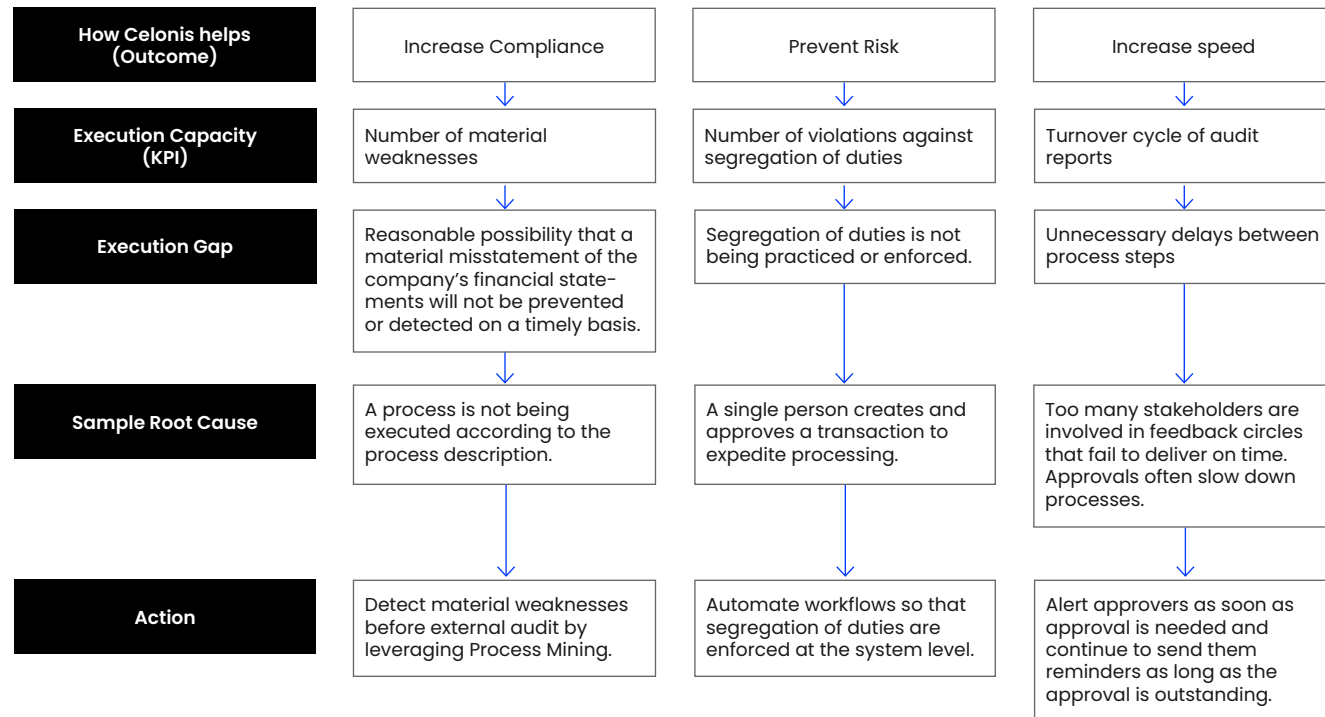 How Celonis helps
(Outcome)
Increase Compliance
Prevent Risk
Increase speed
Execution Capacity
(KPI)
Number of material
weaknesses
Number of violations against
segregation of duties
Turnover cycle of audit
reports
Execution Gap
Reasonable possibility that a
material misstatement of the
company’s financial state-
ments will not be prevented
or detected on a timely basis.
Segregation of duties is not
being practiced or enforced.
Unnecessary delays between
process steps
Sample Root Cause
A process is not being
executed according to the
process description.
A single person creates and
approves a transaction to
expedite processing.
Too many stakeholders are
involved in feedback circles
that fail to deliver on time.
Approvals often slow down
processes.
Action
Detect material weaknesses
before external audit by
leveraging Process Mining.
Automate workflows so that
segregation of duties are
enforced at the system level.
Alert approvers as soon as
approval is needed and
continue to send them
reminders as long as the
approval is outstanding.